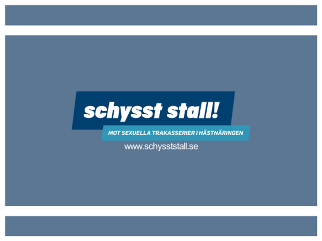 schysst stall!
MOT SEXUELLA TRAKASSERIER I HÄSTNÄRINGEN
www.schysststall.se